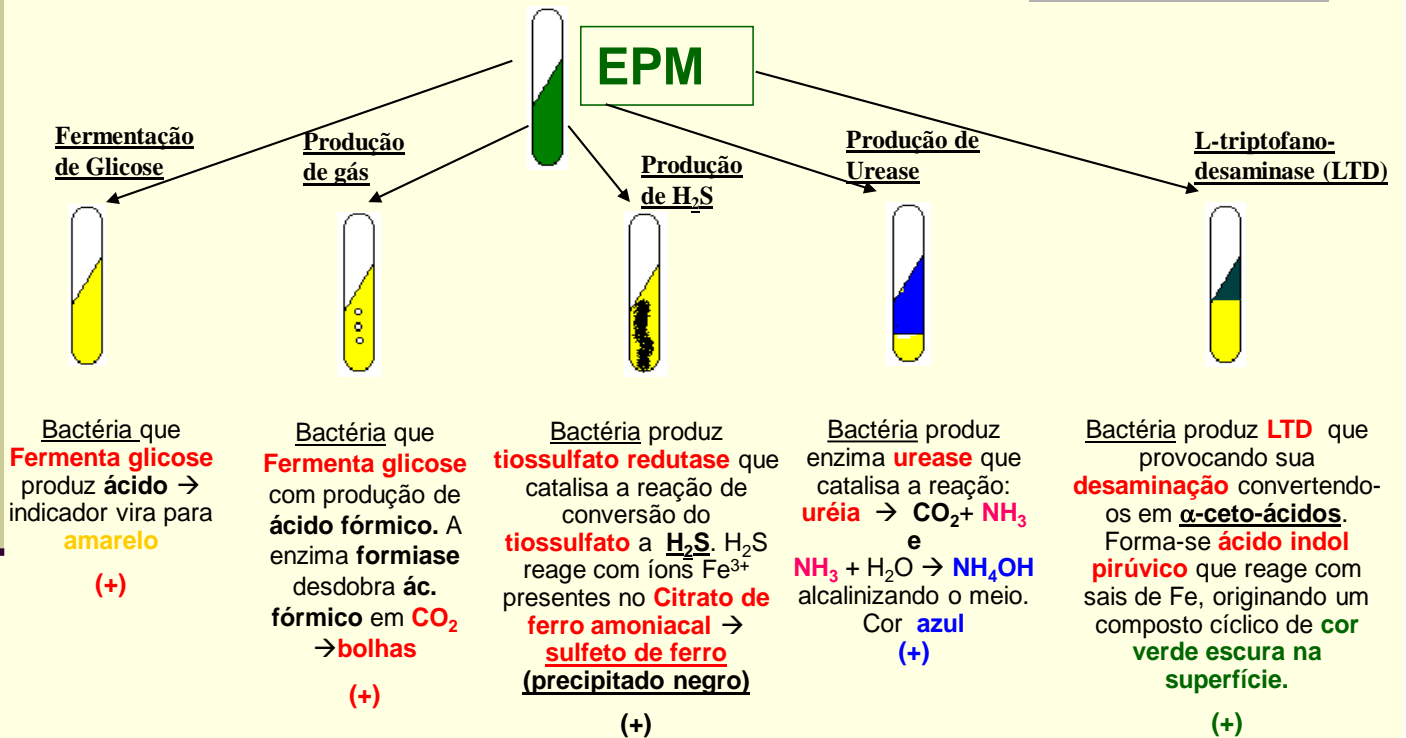 EPM
Fermentação
de Glicose
Produção
de gás
Produção
de H₂S
Produção de
Urease
L-triptofano-
desaminase (LTD)
Bactéria que
Fermenta glicose
produz ácido →
indicador vira para
amarelo
(+)
Bactéria que
Fermenta glicose
com produção de
ácido fórmico. A
enzima formiase
desdobra ác.
fórmico em CO₂
→bolhas
(+)
Bactéria produz
tiossulfato redutase que
catalisa a reação de
conversão do
tiossulfato a H₂S. H₂S
reage com íons Fe³⁺
presentes no Citrato de
ferro amoniacal →
sulfeto de ferro
(precipitado negro)
(+)
Bactéria produz
enzima urease que
catalisa a reação:
uréia → CO₂+ NH₃
e
NH₃ + H₂O → NH₄OH
alcalinizando o meio.
Cor azul
(+)
Bactéria produz LTD que
provocando sua
desaminação convertendo-
os em α-ceto-ácidos.
Forma-se ácido indol
pirúvico que reage com
sais de Fe, originando um
composto cíclico de cor
verde escura na
superfície.
(+)